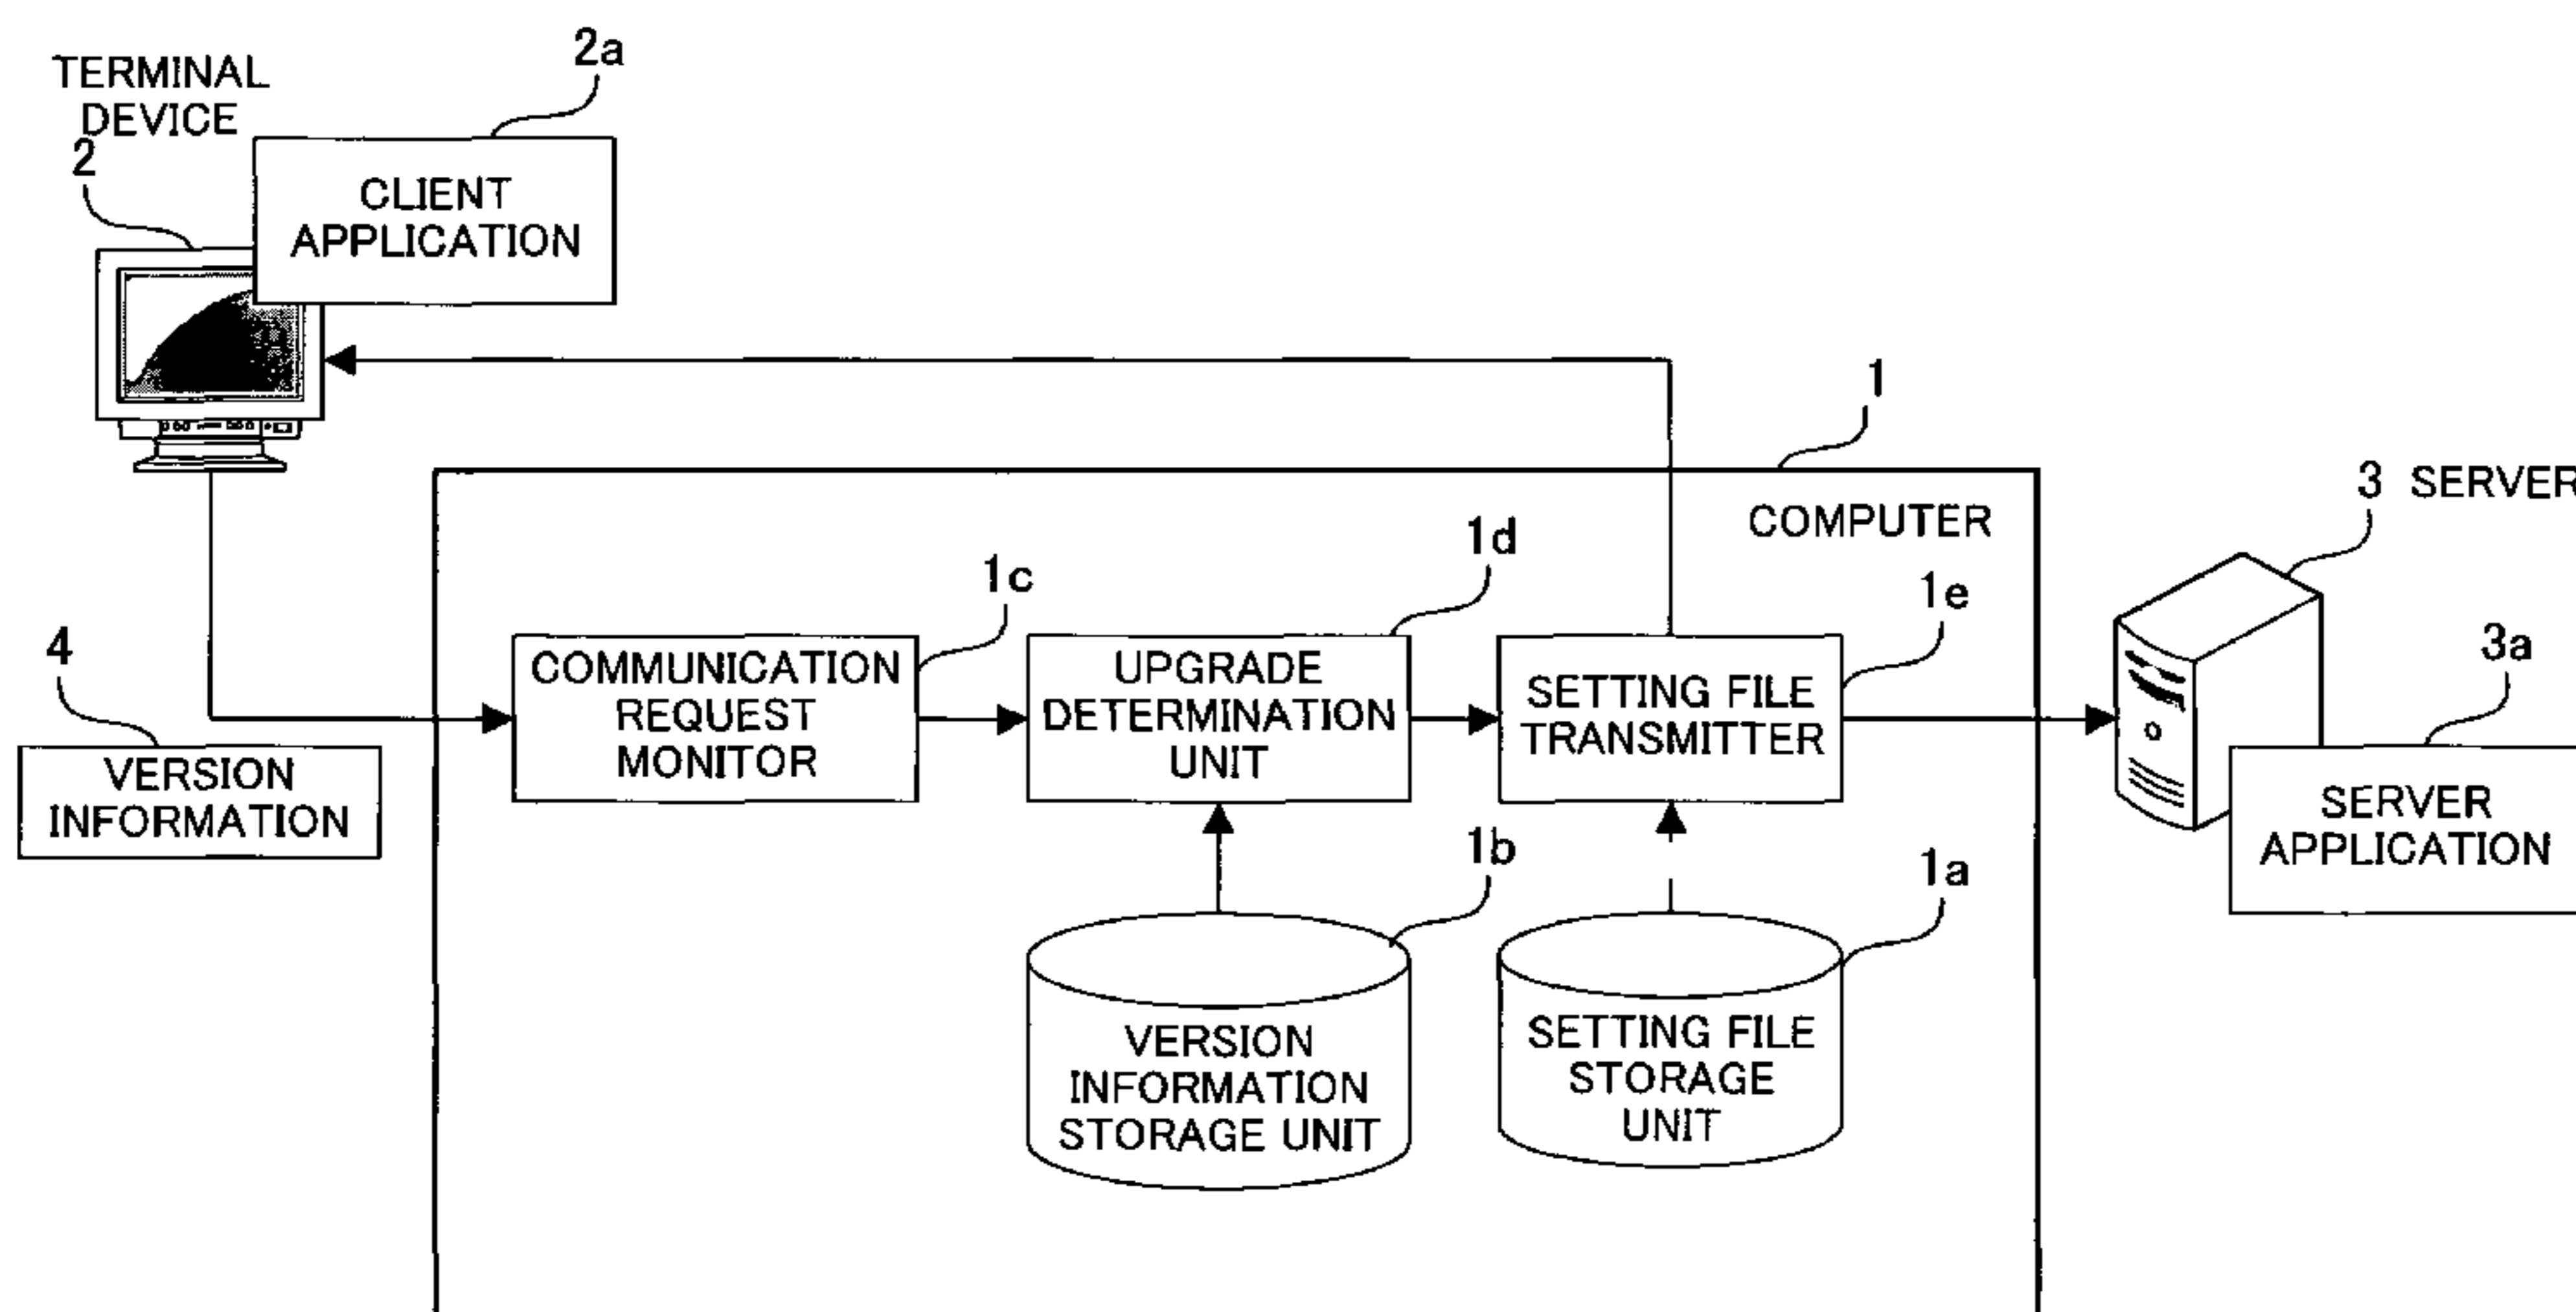 2a
TERMINAL
DEVICE
2
CLIENT
APPLICATION
1
3 SERVER
COMPUTER
1d
1c
1e
4
3a
COMMUNICATION
REQUEST
MONITOR
UPGRADE
DETERMINATION
UNIT
SETTING FILE
TRANSMITTER
VERSION
INFORMATION
SERVER
APPLICATION
1b
1a
VERSION
INFORMATION
STORAGE UNIT
SETTING FILE
STORAGE
UNIT